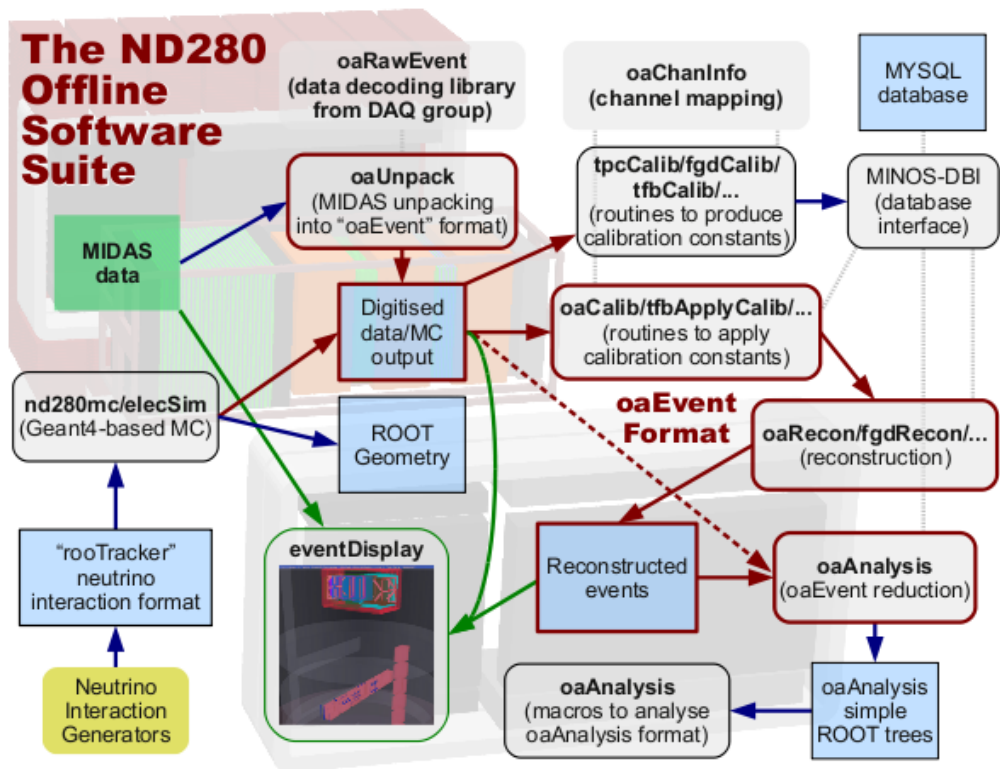 The ND280
Offline
Software
Suite
oaRawEvent
(data decoding library
from DAQ group)
oaChanInfo
(channel mapping)
MYSQL
database
oaUnpack
(MIDAS unpacking
into “oaEvent” format)
tpcCalib/fgdCalib/
tfbCalib/...
(routines to produce
calibration constants)
MINOS-DBI
(database
interface)
MIDAS
data
Digitised
data/MC
output
oaCalib/tfbApplyCalib/...
(routines to apply
calibration constants)
nd280mc/elecSim
(Geant4-based MC)
ROOT
Geometry
oaEvent
Format
oaRecon/fgdRecon/...
(reconstruction)
“rooTracker”
neutrino
interaction format
eventDisplay
Reconstructed
events
oaAnalysis
(oaEvent reduction)
Neutrino
Interaction
Generators
oaAnalysis
(macros to analyse
oaAnalysis format)
oaAnalysis
simple
ROOT trees